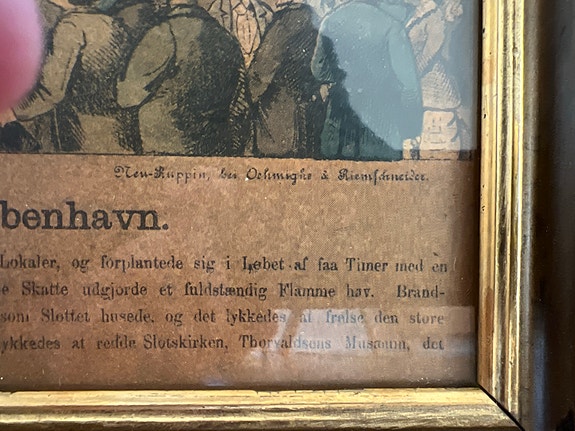 Neu-Ruppin, bei Oehmigke & Riemschneider.
benhavn.
Lokaler, og forplantede sig i Løbet af faa Timer med en
e Skatte udgjorde et fuldstændig Flamme hav. Brand-
som Slottet husede, og det lykkedes at frelse den store
ykkedes at redde Slotskirken, Thorvaldsens Musæum, det